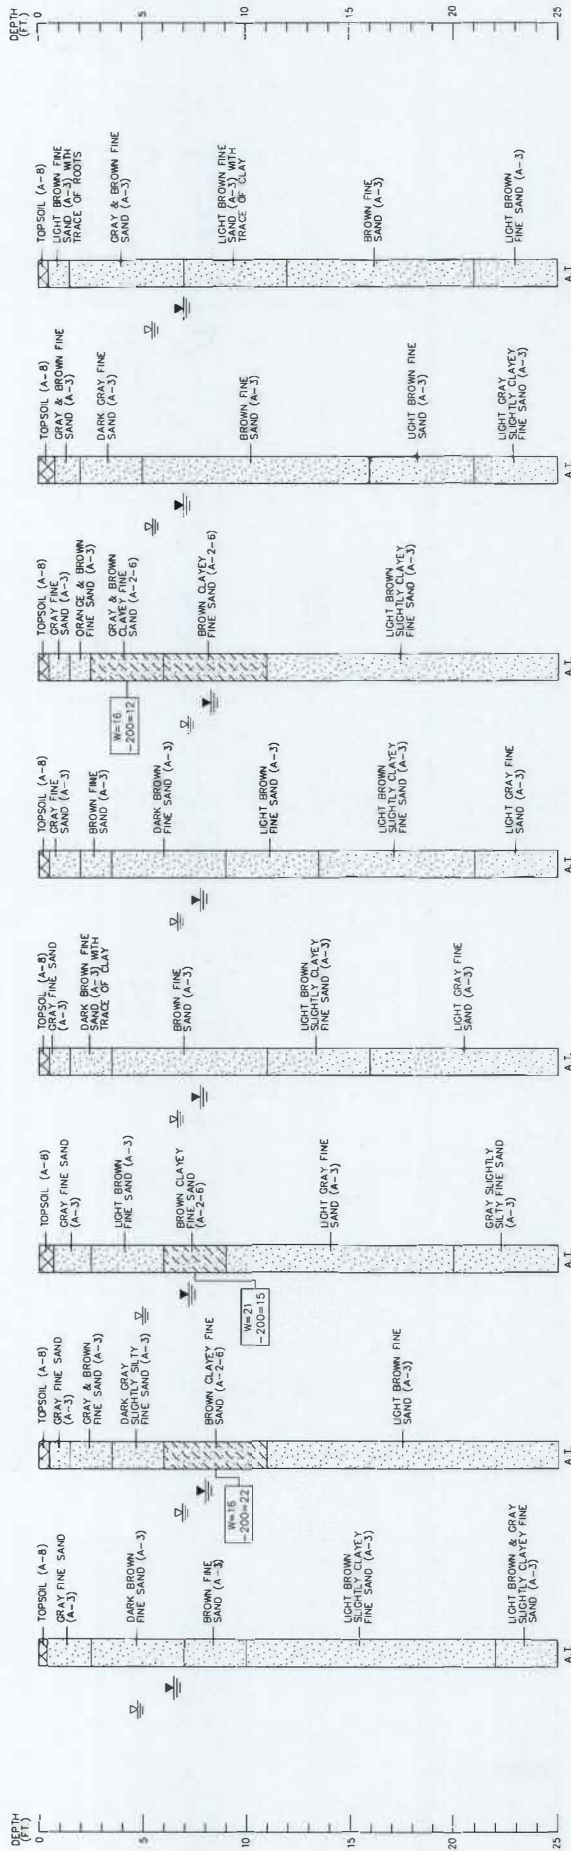 DEPTH
(FT.)
0
5
10
15
20
25
TOPSOIL (A-8)
GRAY FINE SAND
(A-3)
DARK BROWN
FINE SAND (A-3)
BROWN FINE
SAND (A-3)
LIGHT BROWN
SLIGHTLY CLAYEY
FINE SAND (A-3)
LIGHT BROWN & GRAY
SLIGHTLY CLAYEY FINE
SAND (A-3)
A.T.
TOPSOIL (A-8)
GRAY FINE SAND
(A-3)
GRAY & BROWN
FINE SAND (A-3)
DARK GRAY
SLIGHTLY SILTY
FINE SAND (A-3)
BROWN CLAYEY FINE
SAND (A-2-6)
W=16
-200=22
LIGHT BROWN FINE
SAND (A-3)
A.T.
TOPSOIL (A-8)
GRAY FINE SAND
(A-3)
LIGHT BROWN
FINE SAND (A-3)
BROWN CLAYEY
FINE SAND
(A-2-6)
W=21
-200=15
LIGHT GRAY FINE
SAND (A-3)
GRAY SLIGHTLY
SILTY FINE SAND
(A-3)
A.T.
TOPSOIL (A-8)
GRAY FINE SAND
(A-3)
DARK BROWN FINE
SAND (A-3) WITH
TRACE OF CLAY
BROWN FINE
SAND (A-3)
LIGHT BROWN
SLIGHTLY CLAYEY
FINE SAND (A-3)
LIGHT GRAY FINE
SAND (A-3)
A.T.
TOPSOIL (A-8)
GRAY FINE
SAND (A-3)
BROWN FINE
SAND (A-3)
DARK BROWN
FINE SAND (A-3)
LIGHT BROWN
FINE SAND (A-3)
LIGHT BROWN
SLIGHTLY CLAYEY
FINE SAND (A-3)
LIGHT GRAY FINE
SAND (A-3)
A.T.
TOPSOIL (A-8)
GRAY FINE
SAND (A-3)
ORANGE & BROWN
FINE SAND (A-3)
GRAY & BROWN
CLAYEY FINE
SAND (A-2-6)
W=16
-200=12
BROWN CLAYEY
FINE SAND (A-2-6)
LIGHT BROWN
SLIGHTLY CLAYEY
FINE SAND (A-3)
A.T.
TOPSOIL (A-8)
GRAY & BROWN FINE
SAND (A-3)
DARK GRAY FINE
SAND (A-3)
BROWN FINE
SAND (A-3)
LIGHT BROWN FINE
SAND (A-3)
LIGHT GRAY
SLIGHTLY CLAYEY
FINE SAND (A-3)
A.T.
TOPSOIL (A-8)
LIGHT BROWN FINE
SAND (A-3) WITH
TRACE OF ROOTS
GRAY & BROWN FINE
SAND (A-3)
LIGHT BROWN FINE
SAND (A-3) WITH
TRACE OF CLAY
BROWN FINE
SAND (A-3)
LIGHT BROWN
FINE SAND (A-3)
A.T.
DEPTH
(FT.)
0
5
10
15
20
25